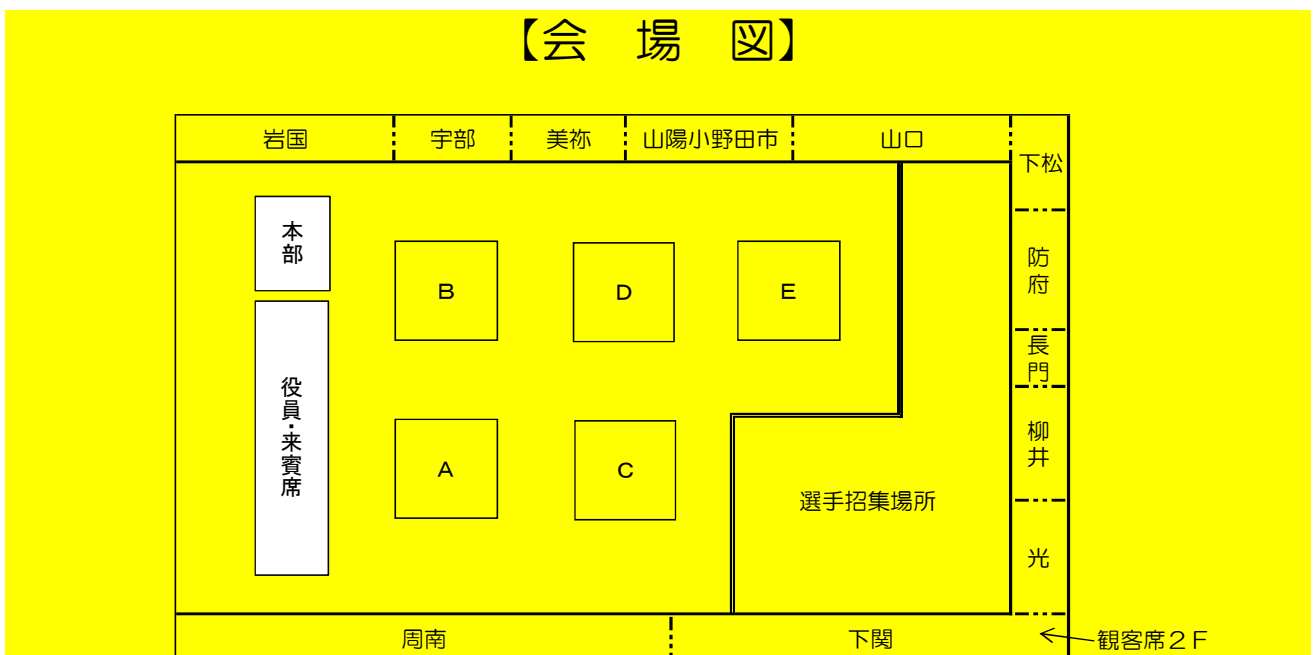 【会　場　図】
岩国
宇部
美祢
山陽小野田市
山口
下松
本部
防府
B
D
E
長門
役員・来賓席
柳井
A
C
選手招集場所
光
周南
下関
観客席２Ｆ